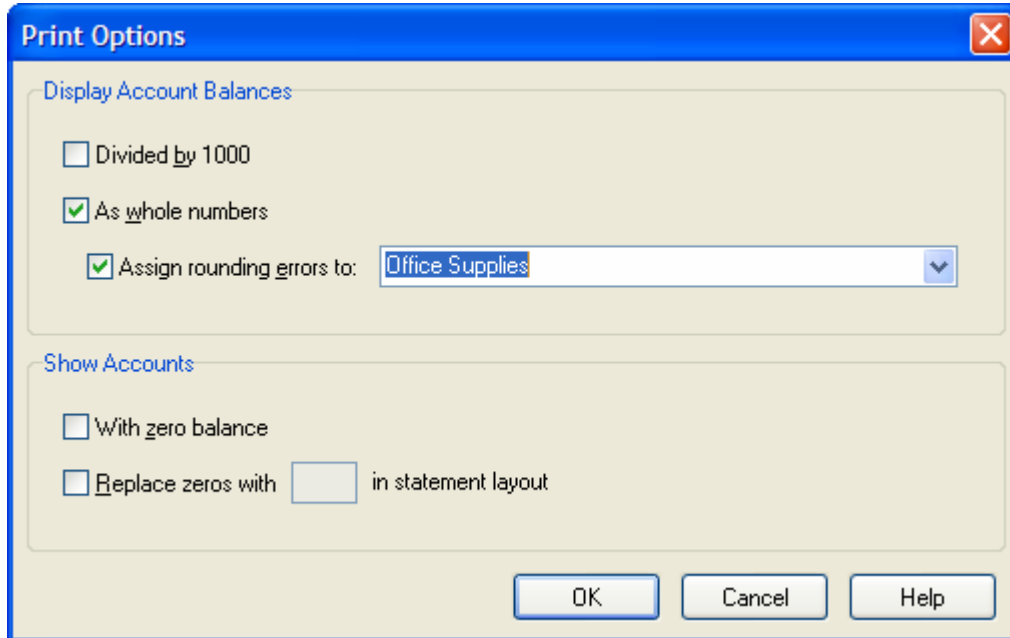 Print Options
Display Account Balances
Divided by 1000
As whole numbers
Assign rounding errors to: Office Supplies
Show Accounts
With zero balance
Replace zeros with in statement layout
OK Cancel Help